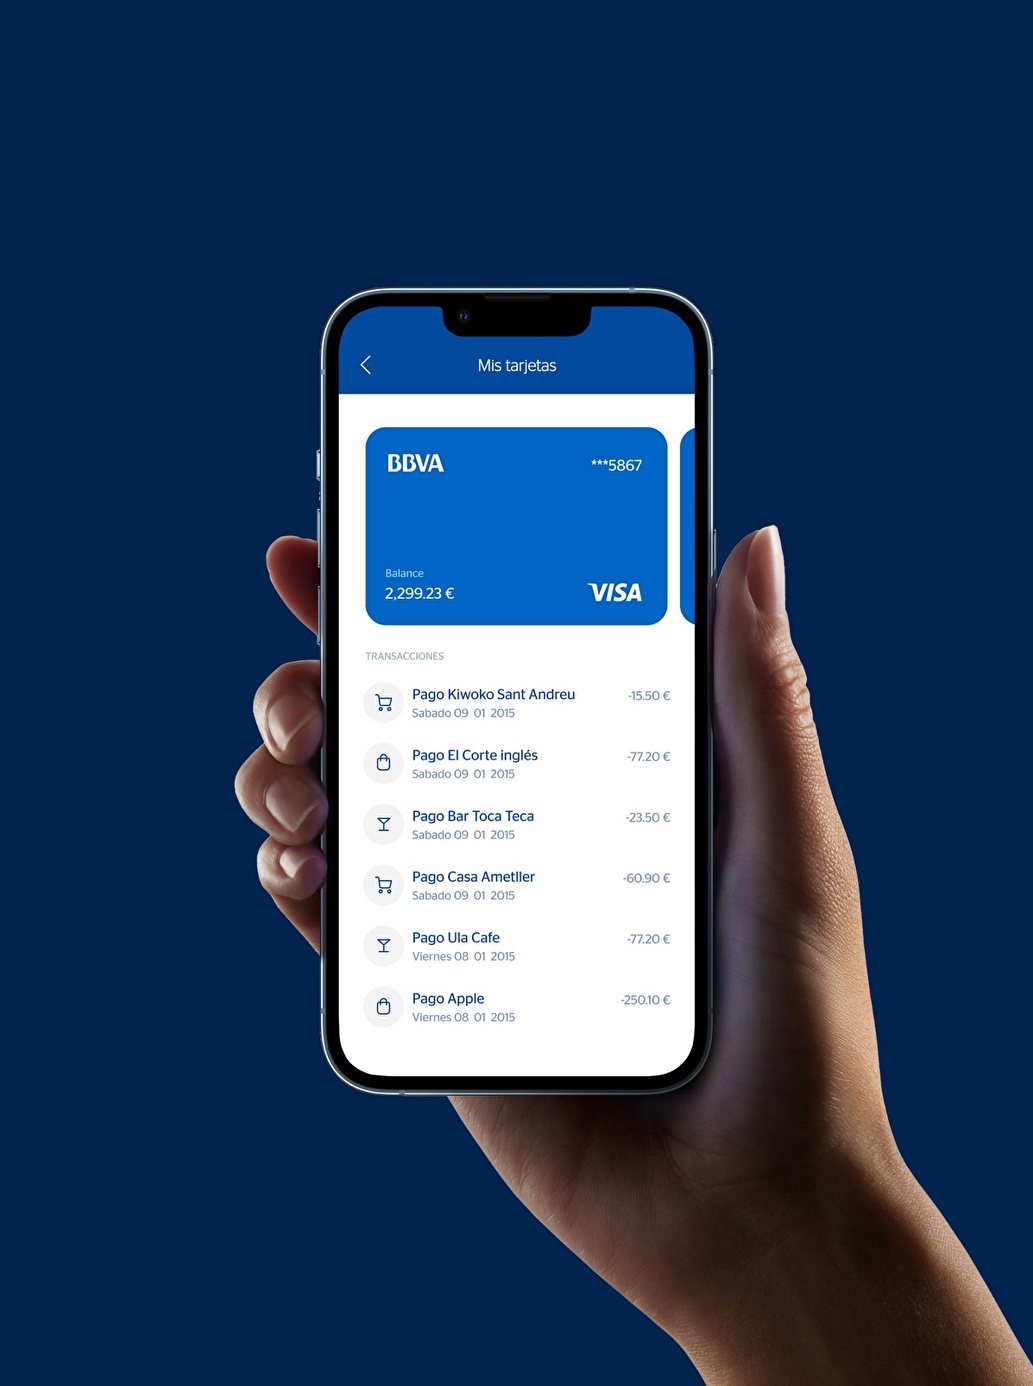 Mis tarjetas
BBVA
***5867
Balance
2,299.23 €
VISA
TRANSACCIONES
Pago Kiwoko Sant Andreu
-15.50 €
Sabado 09 01 2015
Pago El Corte inglés
-77.20 €
Sabado 09 01 2015
Pago Bar Toca Teca
-23.50 €
Sabado 09 01 2015
Pago Casa Ametller
-60.90 €
Sabado 09 01 2015
Pago Ula Cafe
-77.20 €
Viernes 08 01 2015
Pago Apple
-250.10 €
Viernes 08 01 2015